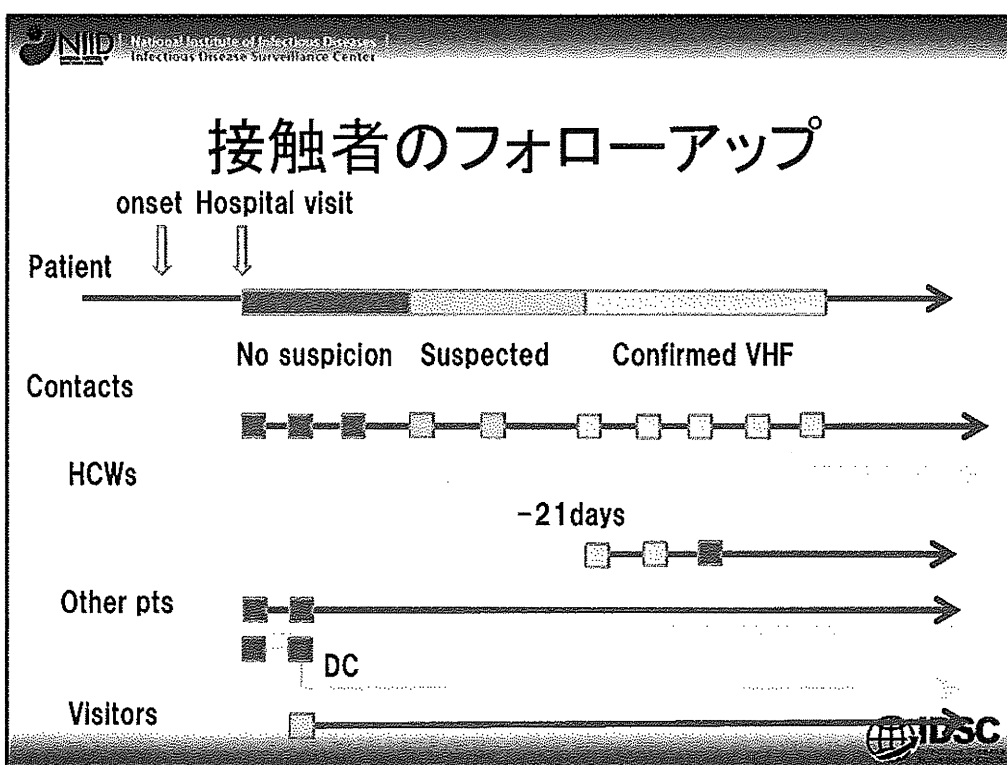 NIID National Institute of Infectious Diseases
Infectious Disease Surveillance Center
接触者のフォローアップ
onset Hospital visit
Patient
No suspicion Suspected Confirmed VHF
Contacts
HCWs
-21days
Other pts
DC
Visitors
IDSC